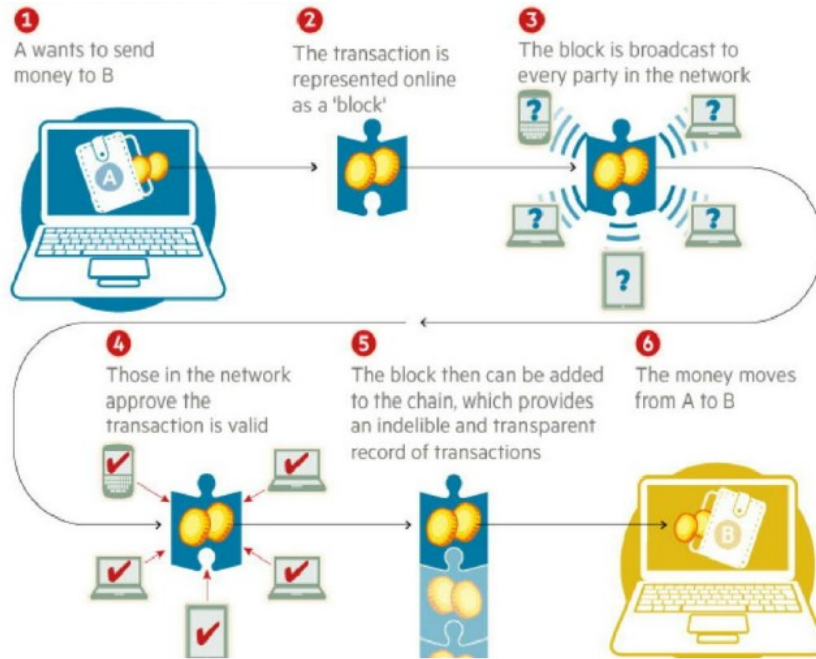 1
A wants to send
money to B
A
2
The transaction is
represented online
as a 'block'
3
The block is broadcast to
every party in the network
?
?
?
?
?
4
Those in the network
approve the
transaction is valid
5
The block then can be added
to the chain, which provides
an indelible and transparent
record of transactions
6
The money moves
from A to B
B